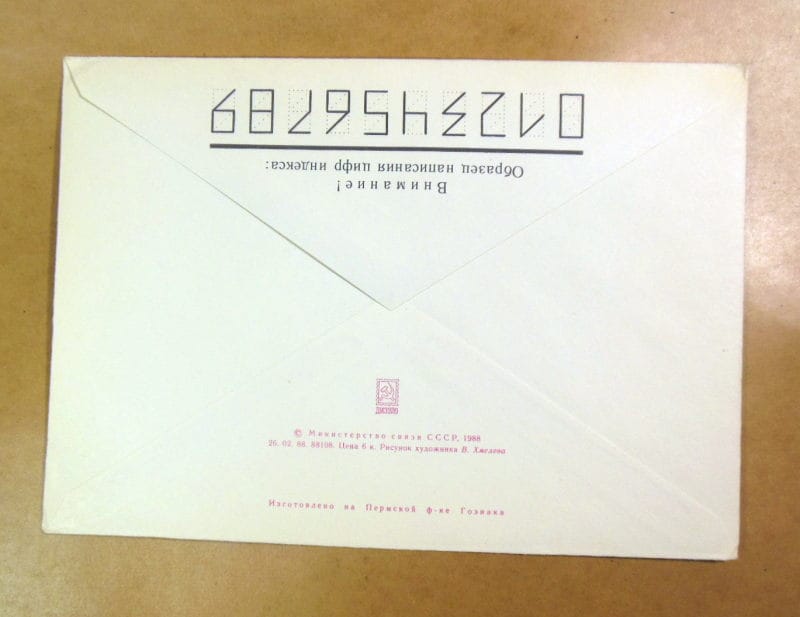 Внимание!
Образец написания цифр индекса:
0123456789
© Министерство связи СССР, 1988
26. 02. 88. 88108. Цена 6 к. Рисунок художника В. Хмелева
Изготовлено на Пермской ф-ке Гознака